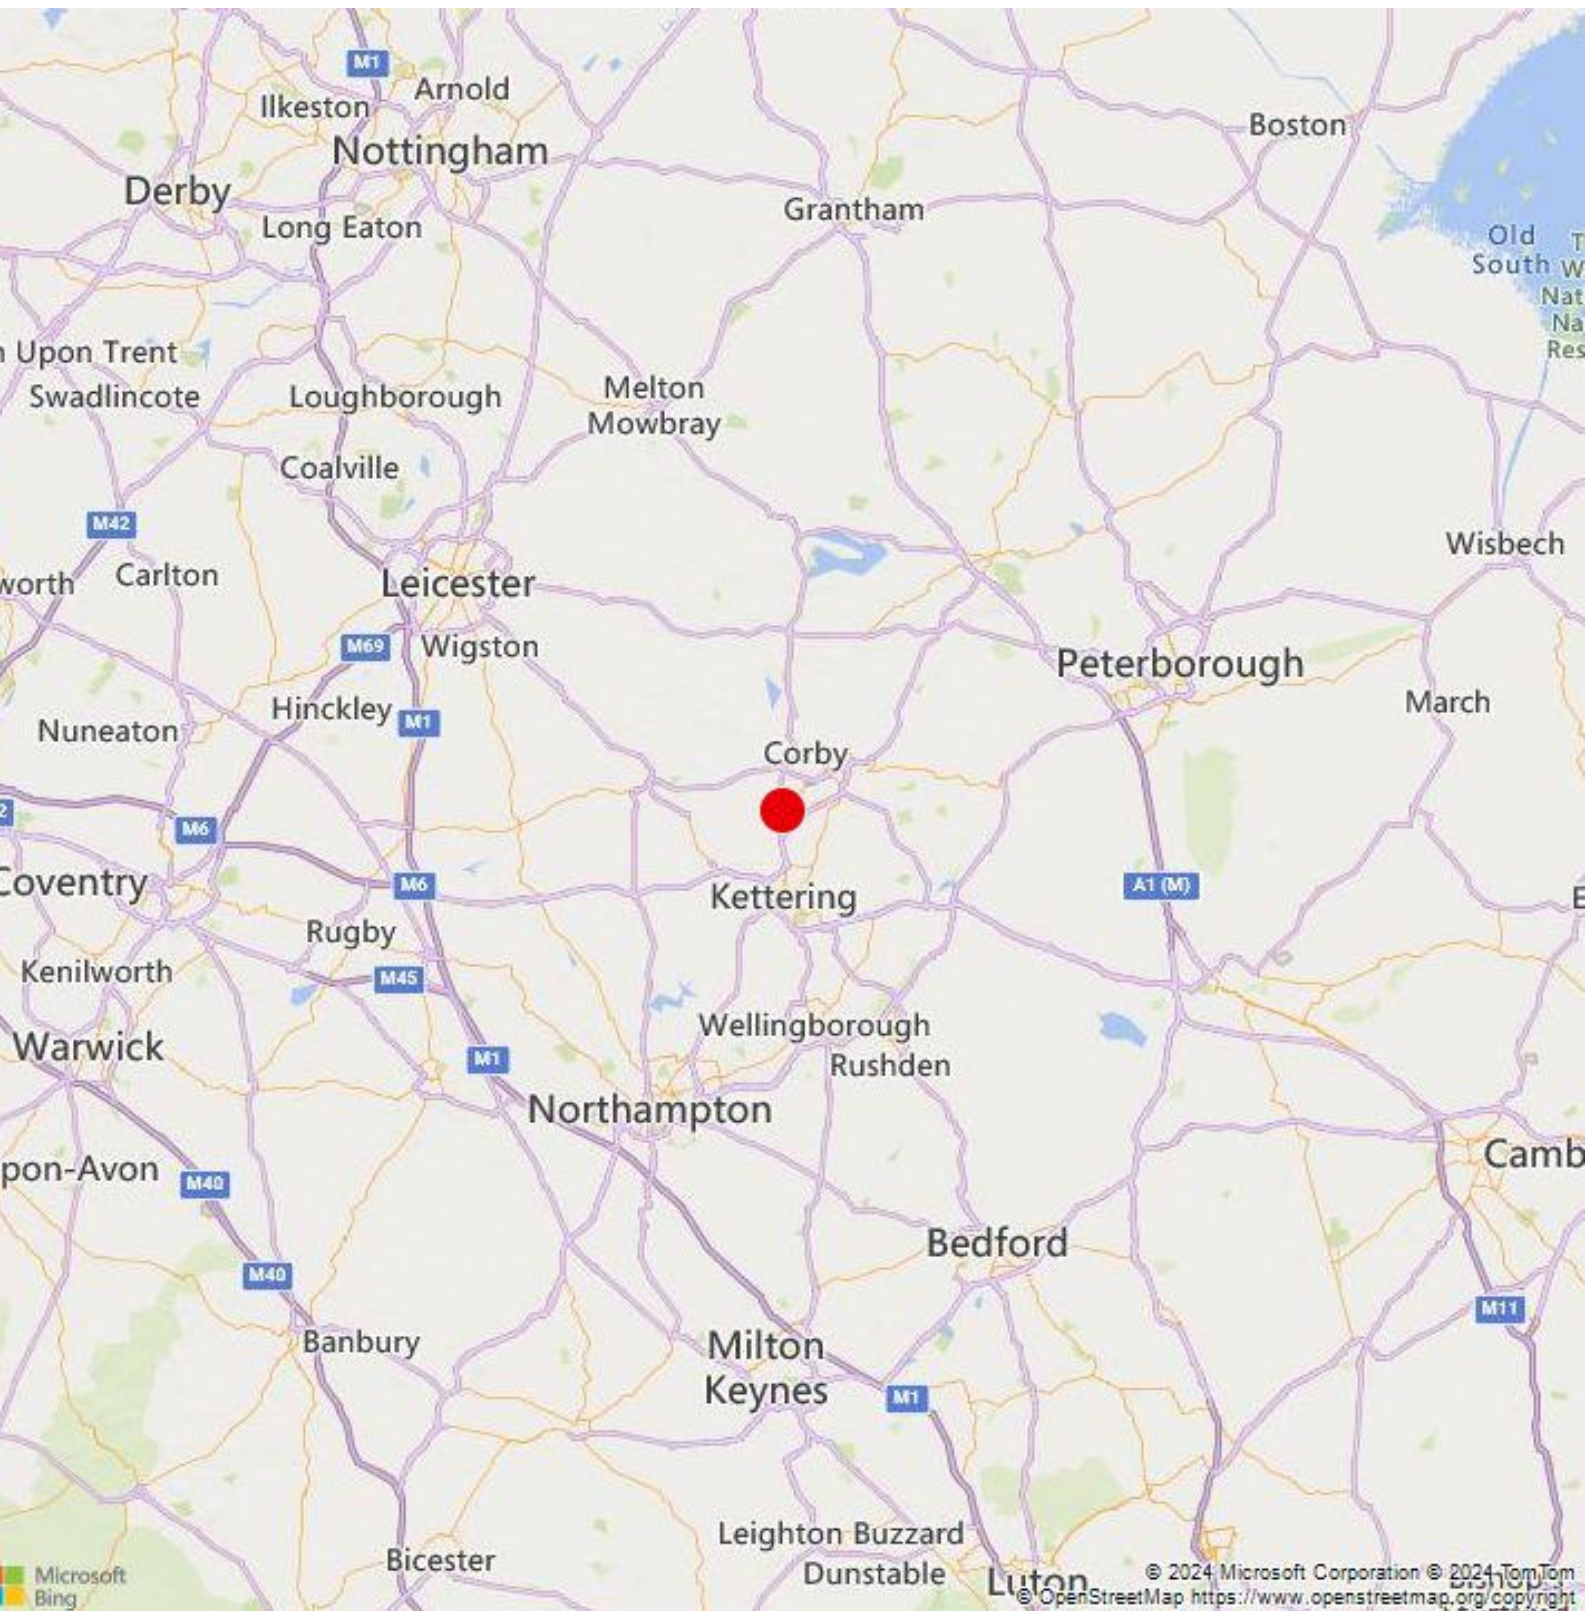 M1
Arnold
Ilkeston
Boston
Nottingham
Derby
Grantham
Long Eaton
Old
South
Nat
Na
Res
Upon Trent
Swadlincote
Loughborough
Melton
Mowbray
Coalville
M42
Wisbech
worth
Carlton
Leicester
M69
Wigston
Peterborough
Hinckley
M1
March
Nuneaton
Corby
M6
Coventry
M6
A1 (M)
Kettering
Rugby
Kenilworth
M45
Wellingborough
Warwick
M1
Rushden
Northampton
Camb
pon-Avon
M40
Bedford
M40
M11
Banbury
Milton
Keynes
M1
Leighton Buzzard
Bicester
Dunstable
Luton
Microsoft
Bing
© 2024 Microsoft Corporation © 2024 TomTom
© OpenStreetMap https://www.openstreetmap.org/copyright